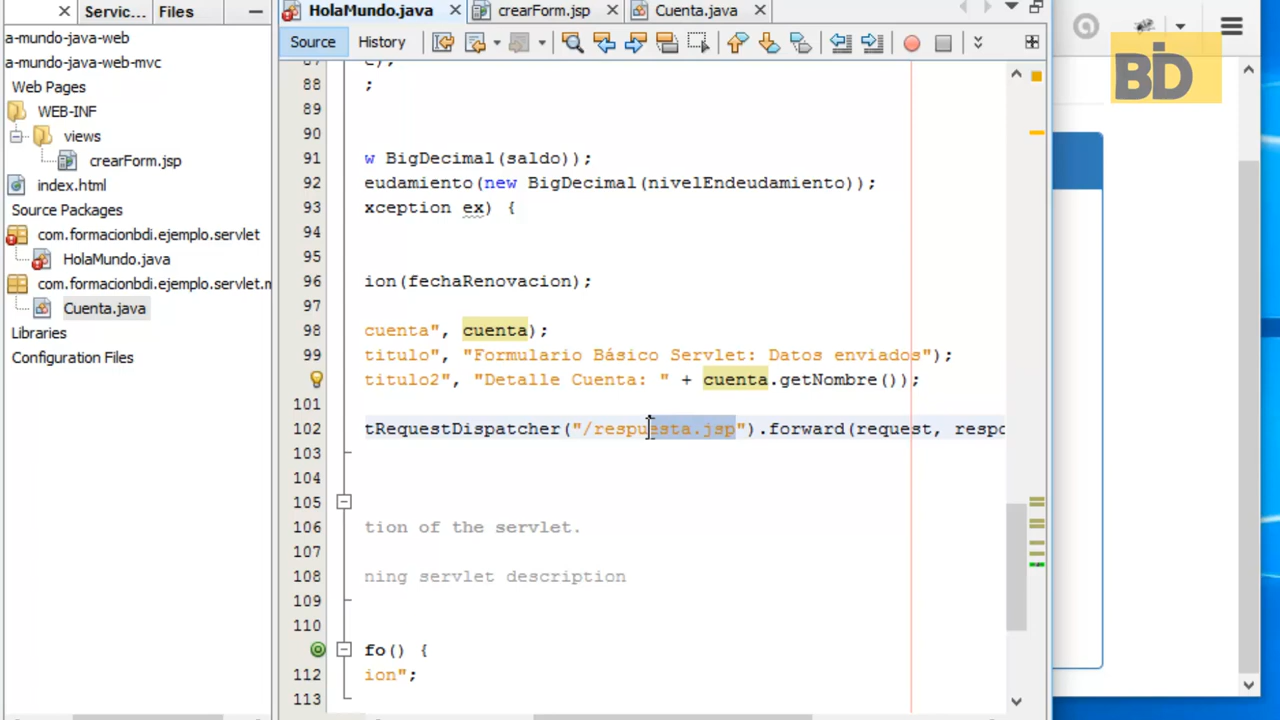 Servic...
Files
HolaMundo.java
crearForm.jsp
Cuenta.java
Source
History
BİD
a-mundo-java-web
a-mundo-java-web-mvc
Web Pages
WEB-INF
views
crearForm.jsp
index.html
Source Packages
com.formacionbdi.ejemplo.servlet
HolaMundo.java
com.formacionbdi.ejemplo.servlet.m
Cuenta.java
Libraries
Configuration Files
87 e);
88 ;
89
90
91 w BigDecimal(saldo));
92 eudamiento(new BigDecimal(nivelEndeudamiento));
93 xception ex) {
94
95
96 ion(fechaRenovacion);
97
98 cuenta", cuenta);
99 titulo", "Formulario Básico Servlet: Datos enviados");
titulo2", "Detalle Cuenta: " + cuenta.getNombre());
101
102 tRequestDispatcher("/respuesta.jsp").forward(request, respo
103
104
105
106 tion of the servlet.
107
108 ning servlet description
109
110
fo() {
112 ion";
113